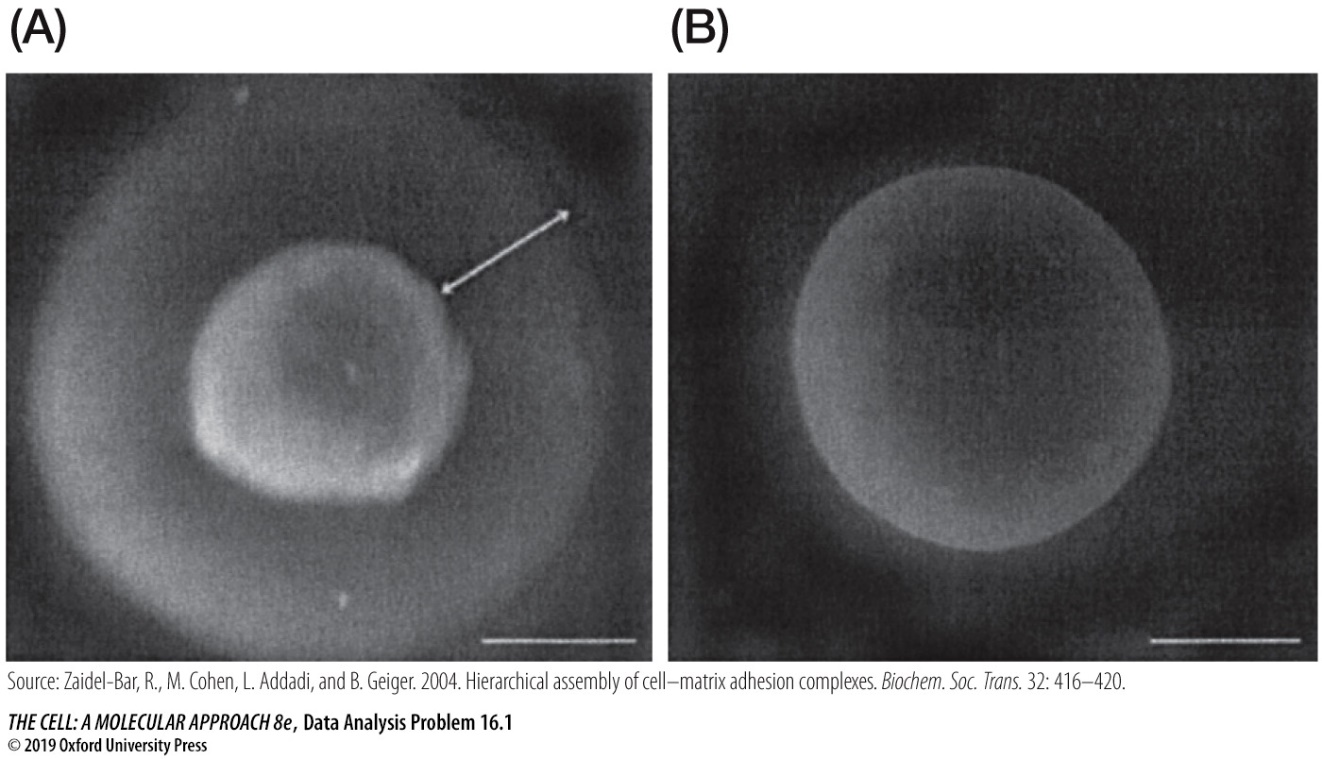 (A)
(B)
Source: Zaidel-Bar, R., M. Cohen, L. Addadi, and B. Geiger. 2004. Hierarchical assembly of cell–matrix adhesion complexes. Biochem. Soc. Trans. 32: 416–420.
THE CELL: A MOLECULAR APPROACH 8e, Data Analysis Problem 16.1
© 2019 Oxford University Press